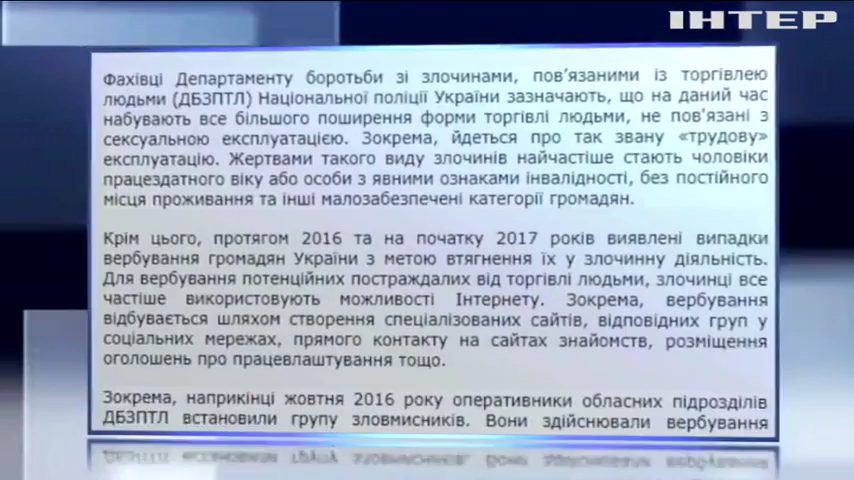 ІНТЕР
Фахівці Департаменту боротьби зі злочинами, пов’язаними із торгівлею
людьми (ДБЗПТЛ) Національної поліції України зазначають, що на даний час
набувають все більшого поширення форми торгівлі людьми, не пов'язані з
сексуальною експлуатацією. Зокрема, йдеться про так звану «трудову»
експлуатацію. Жертвами такого виду злочинів найчастіше стають чоловіки
працездатного віку або особи з явними ознаками інвалідності, без постійного
місця проживання та інші малозабезпечені категорії громадян.
Крім цього, протягом 2016 та на початку 2017 років виявлені випадки
вербування громадян України з метою втягнення їх у злочинну діяльність.
Для вербування потенційних постраждалих від торгівлі людьми, злочинці все
частіше використовують можливості Інтернету. Зокрема, вербування
відбувається шляхом створення спеціалізованих сайтів, відповідних груп у
соціальних мережах, прямого контакту на сайтах знайомств, розміщення
оголошень про працевлаштування тощо.
Зокрема, наприкінці жовтня 2016 року оперативники обласних підрозділів
ДБЗПТЛ встановили групу зловмисників. Вони здійснювали вербування